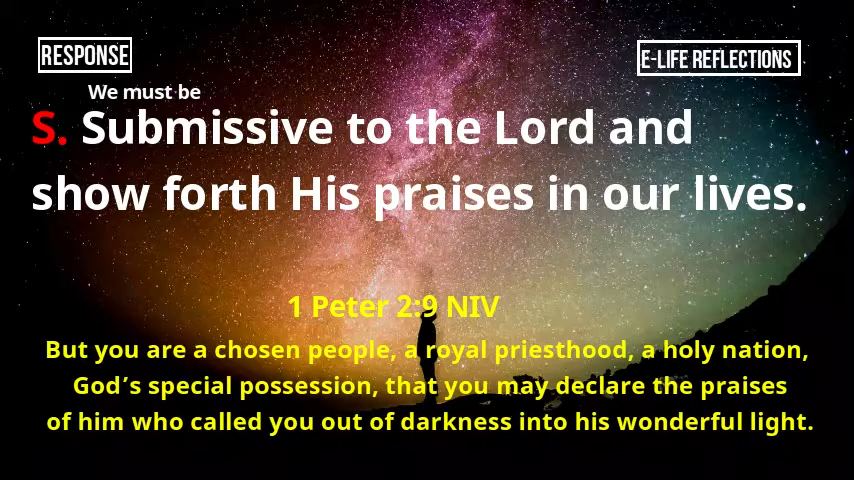 RESPONSE
E-LIFE REFLECTIONS
We must be
S. Submissive to the Lord and
show forth His praises in our lives.
1 Peter 2:9 NIV
But you are a chosen people, a royal priesthood, a holy nation,
God’s special possession, that you may declare the praises
of him who called you out of darkness into his wonderful light.